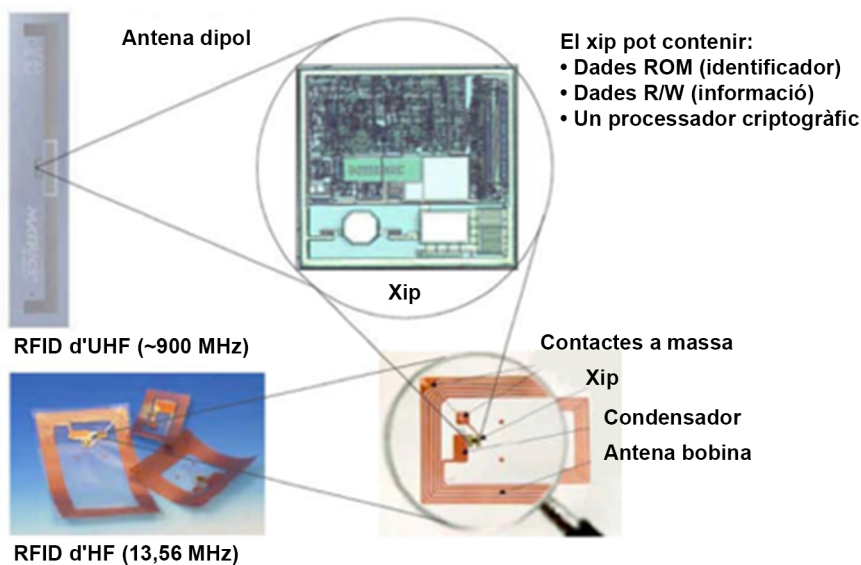 Antena dipol
El xip pot contenir:
• Dades ROM (identificador)
• Dades R/W (informació)
• Un processador criptogràfic
Xip
RFID d'UHF (~900 MHz)
Contactes a massa
Xip
Condensador
Antena bobina
RFID d'HF (13,56 MHz)